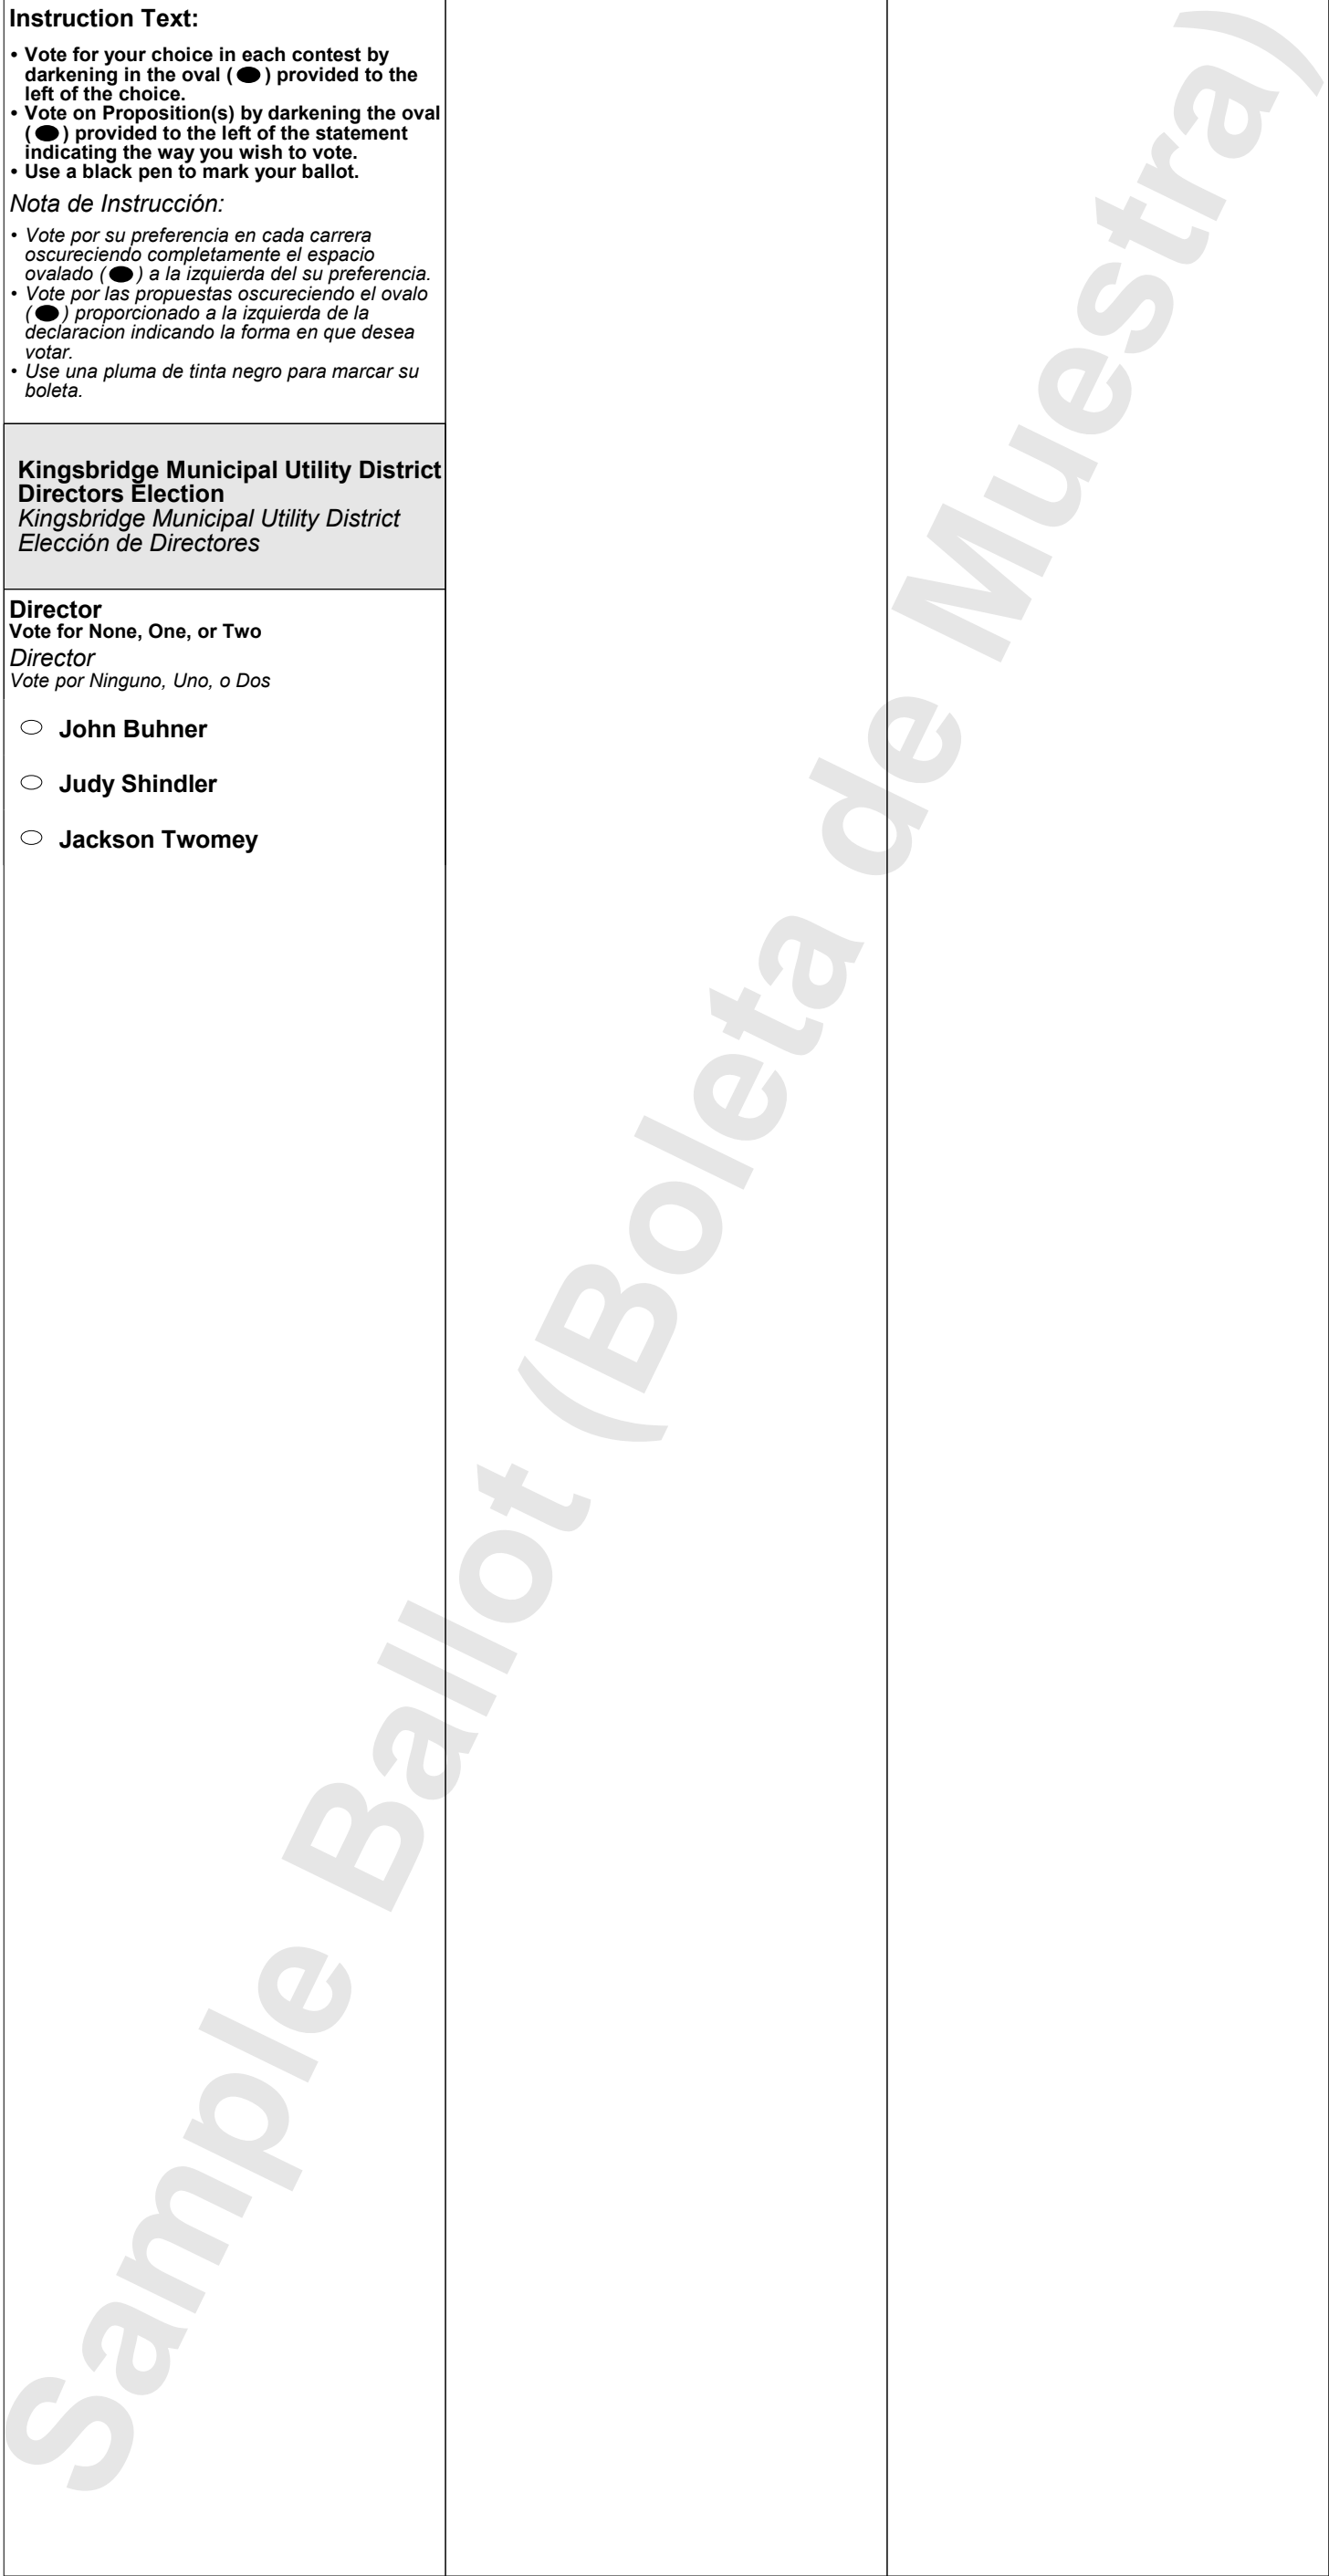 Instruction Text:
• Vote for your choice in each contest by
darkening in the oval ( ) provided to the
left of the choice.
• Vote on Proposition(s) by darkening the oval
( ) provided to the left of the statement
indicating the way you wish to vote.
• Use a black pen to mark your ballot.
Nota de Instrucción:
• Vote por su preferencia en cada carrera
oscureciendo completamente el espacio
ovalado ( ) a la izquierda del su preferencia.
• Vote por las propuestas oscureciendo el ovalo
( ) proporcionado a la izquierda de la
declaracion indicando la forma en que desea
votar.
• Use una pluma de tinta negro para marcar su
boleta.
Kingsbridge Municipal Utility District
Directors Election
Kingsbridge Municipal Utility District
Elección de Directores
Director
Vote for None, One, or Two
Director
Vote por Ninguno, Uno, o Dos
John Buhner
Judy Shindler
Jackson Twomey
Sample Ballot (Boleta de Muestra)